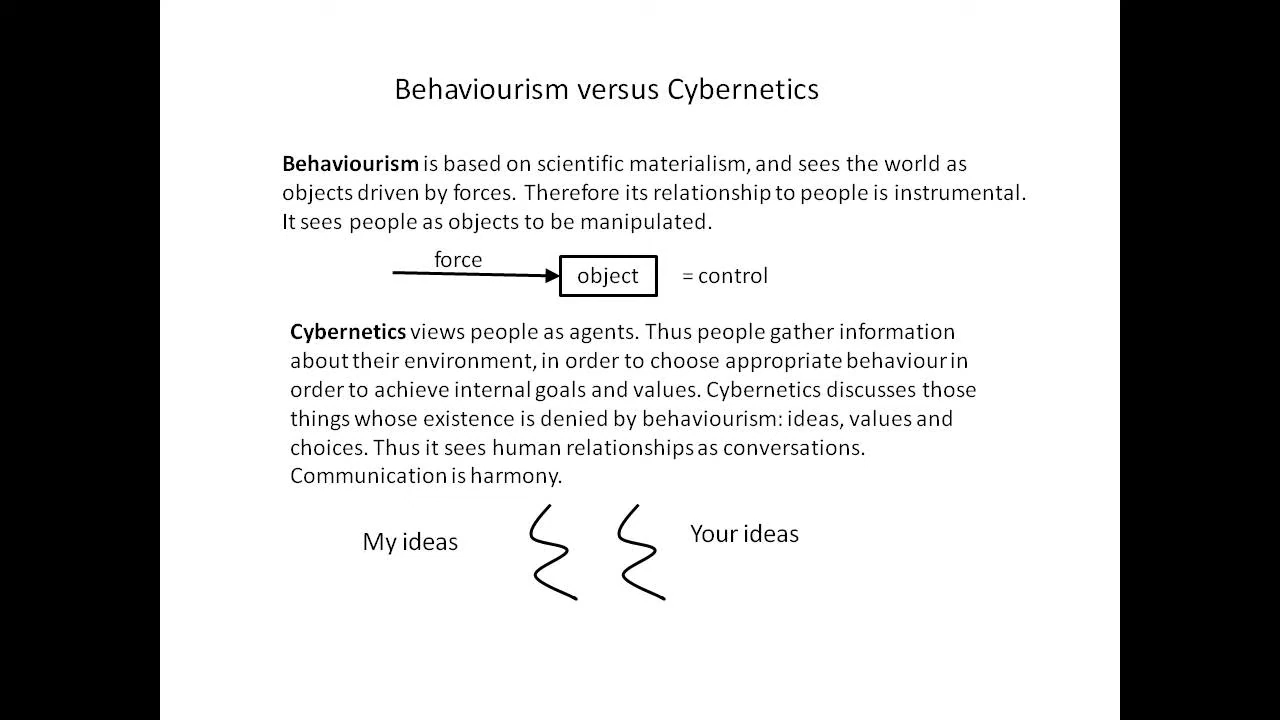 Behaviourism versus Cybernetics
Behaviourism is based on scientific materialism, and sees the world as
objects driven by forces. Therefore its relationship to people is instrumental.
It sees people as objects to be manipulated.
force
object = control
Cybernetics views people as agents. Thus people gather information
about their environment, in order to choose appropriate behaviour in
order to achieve internal goals and values. Cybernetics discusses those
things whose existence is denied by behaviourism: ideas, values and
choices. Thus it sees human relationships as conversations.
Communication is harmony.
My ideas Your ideas